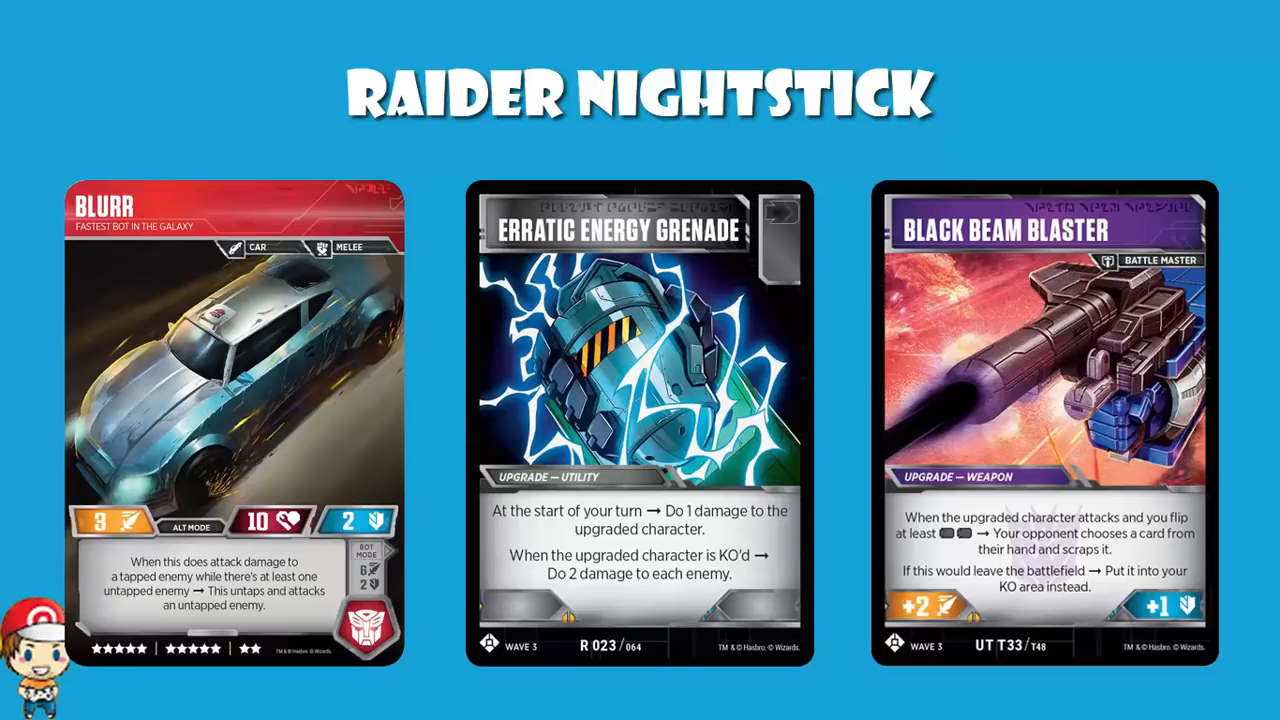 RAIDER NIGHTSTICK
BLURR
FASTEST BOT IN THE GALAXY
CAR
MELEE
3
ALT MODE
10
2
When this does attack damage to
a tapped enemy while there's at least one
untapped enemy → This untaps and attacks
an untapped enemy.
BOT
MODE
6
2
★★★★★ | ★★★★★ | ★★
TM & © Hasbro. © Wizards.
ERRATIC ENERGY GRENADE
UPGRADE — UTILITY
At the start of your turn → Do 1 damage to the
upgraded character.
When the upgraded character is KO'd →
Do 2 damage to each enemy.
WAVE 3
R 023/064
TM & © Hasbro. © Wizards.
BLACK BEAM BLASTER
BATTLE MASTER
UPGRADE — WEAPON
When the upgraded character attacks and you flip
at least → Your opponent chooses a card from
their hand and scraps it.
If this would leave the battlefield → Put it into your
KO area instead.
+2
+1
WAVE 3
UT T33/T48
TM & © Hasbro. © Wizards.